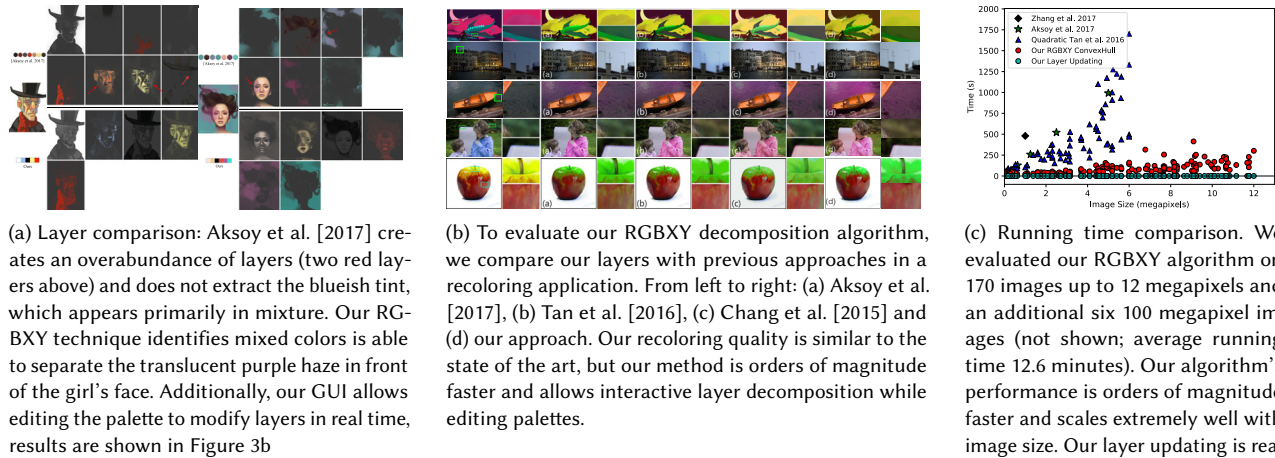 [Aksoy et al. 2017]
[Aksoy et al. 2017]
Ours
Ours
(a)
(b)
(c)
(d)
(a)
(b)
(c)
(d)
(a)
(b)
(c)
(d)
(a)
(b)
(c)
(d)
(a)
(b)
(c)
(d)
Zhang et al. 2017
Aksoy et al. 2017
Quadratic Tan et al. 2016
Our RGBXY ConvexHull
Our Layer Updating
2000
1750
1500
1250
1000
750
500
250
0
Time (s)
0 2 4 6 8 10 12
Image Size (megapixels)
(a) Layer comparison: Aksoy et al. [2017] cre-
ates an overabundance of layers (two red lay-
ers above) and does not extract the blueish tint,
which appears primarily in mixture. Our RG-
BXY technique identifies mixed colors is able
to separate the translucent purple haze in front
of the girl's face. Additionally, our GUI allows
editing the palette to modify layers in real time,
results are shown in Figure 3b
(b) To evaluate our RGBXY decomposition algorithm,
we compare our layers with previous approaches in a
recoloring application. From left to right: (a) Aksoy et al.
[2017], (b) Tan et al. [2016], (c) Chang et al. [2015] and
(d) our approach. Our recoloring quality is similar to the
state of the art, but our method is orders of magnitude
faster and allows interactive layer decomposition while
editing palettes.
(c) Running time comparison. We
evaluated our RGBXY algorithm on
170 images up to 12 megapixels and
an additional six 100 megapixel im-
ages (not shown; average running
time 12.6 minutes). Our algorithm'
performance is orders of magnitude
faster and scales extremely well with
image size. Our layer updating is rea